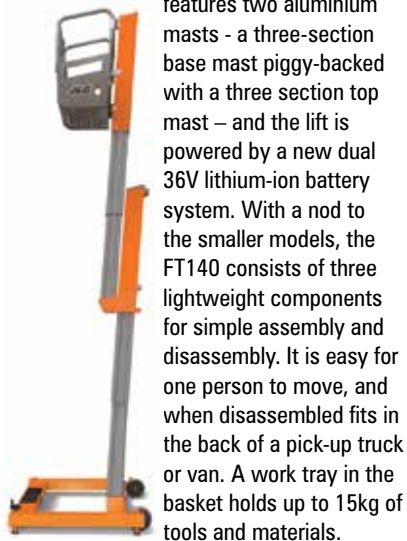 features two aluminium
masts - a three-section
base mast piggy-backed
with a three section top
mast – and the lift is
powered by a new dual
36V lithium-ion battery
system. With a nod to
the smaller models, the
FT140 consists of three
lightweight components
for simple assembly and
disassembly. It is easy for
one person to move, and
when disassembled fits in
the back of a pick-up truck
or van. A work tray in the
basket holds up to 15kg of
tools and materials.